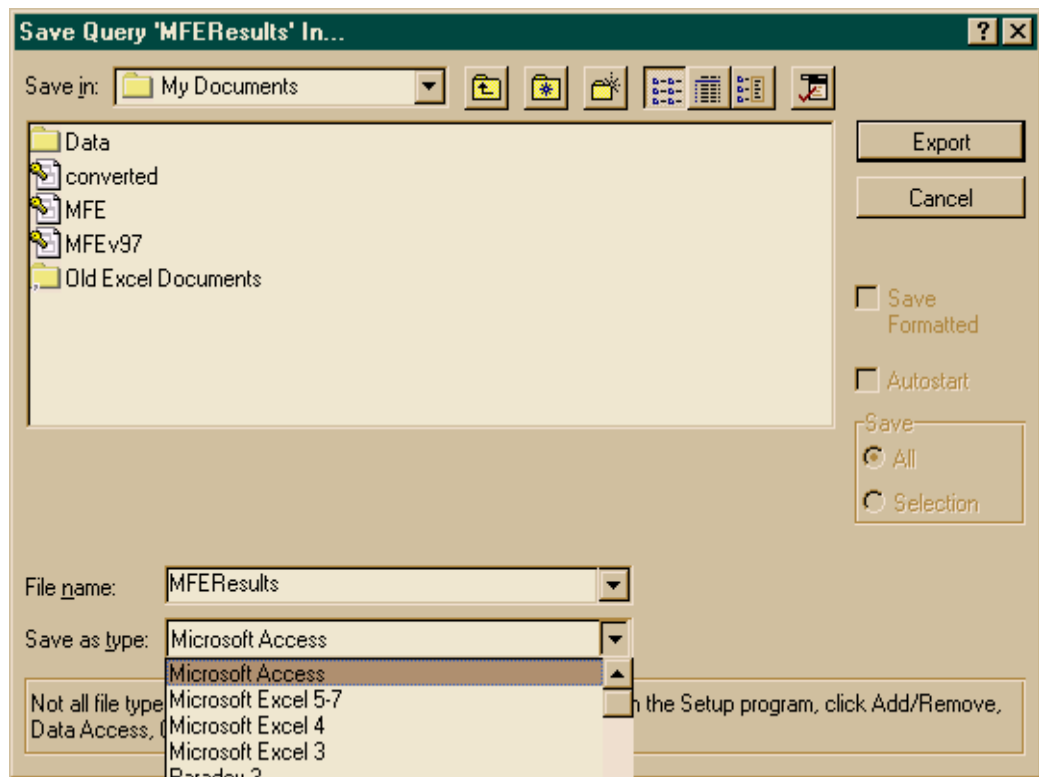 Save Query 'MFEResults' In...
Save in: My Documents
Data
converted
MFE
MFEv97
Old Excel Documents
Export
Cancel
Save
Formatted
Autostart
Save
All
Selection
File name: MFEResults
Save as type: Microsoft Access
Microsoft Access
Microsoft Excel 5-7
Microsoft Excel 4
Microsoft Excel 3
Not all file type the Setup program, click Add/Remove,
Data Access,